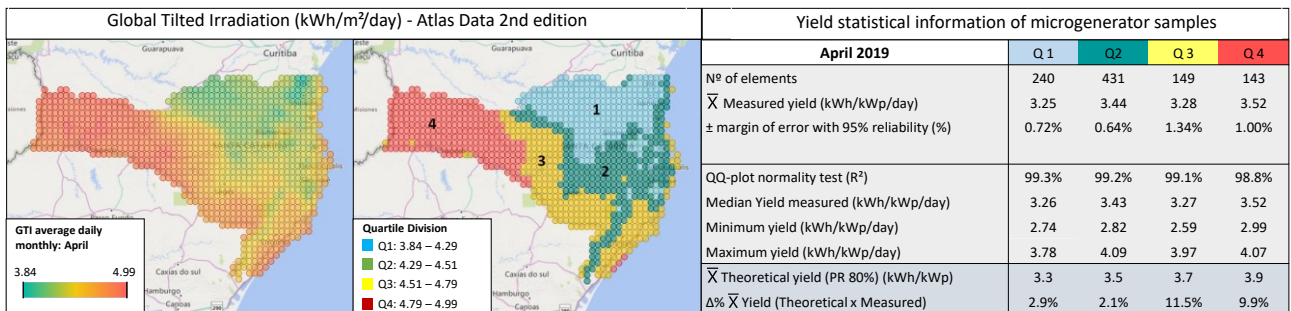 Global Tilted Irradiation (kWh/m²/day) - Atlas Data 2nd edition
Guarapuava
Curitiba
GTI average daily
monthly: April
3.84 4.99
Caxias do sul
Hamburgo
Capoas
Guarapuava
Curitiba
1
4
3
2
Quartile Division
Q1: 3.84 – 4.29
Q2: 4.29 – 4.51
Q3: 4.51 – 4.79
Q4: 4.79 – 4.99
Caxias do sul
Hamburgo
Capoas
290
Yield statistical information of microgenerator samples
April 2019 Q 1 Q2 Q 3 Q 4
Nº of elements 240 431 149 143
X̅ Measured yield (kWh/kWp/day) 3.25 3.44 3.28 3.52
± margin of error with 95% reliability (%) 0.72% 0.64% 1.34% 1.00%
QQ-plot normality test (R²) 99.3% 99.2% 99.1% 98.8%
Median Yield measured (kWh/kWp/day) 3.26 3.43 3.27 3.52
Minimum yield (kWh/kWp/day) 2.74 2.82 2.59 2.99
Maximum yield (kWh/kWp/day) 3.78 4.09 3.97 4.07
X̅ Theoretical yield (PR 80%) (kWh/kWp) 3.3 3.5 3.7 3.9
Δ% X̅ Yield (Theoretical x Measured) 2.9% 2.1% 11.5% 9.9%